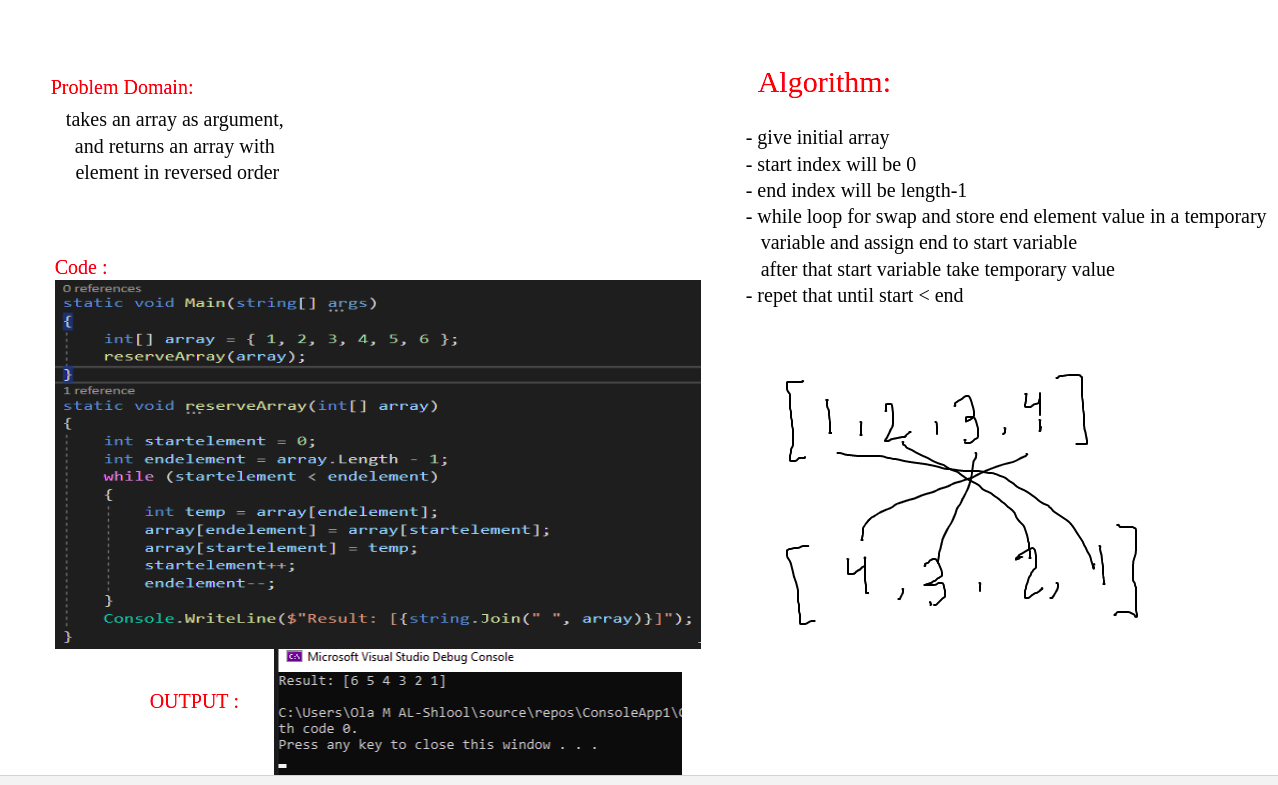 Problem Domain:
takes an array as argument,
and returns an array with
element in reversed order
Code :
0 references
static void Main(string[] args)
{
int[] array = { 1, 2, 3, 4, 5, 6 };
reserveArray(array);
}
1 reference
static void reserveArray(int[] array)
{
int startelement = 0;
int endelement = array.Length - 1;
while (startelement < endelement)
{
int temp = array[endelement];
array[endelement] = array[startelement];
array[startelement] = temp;
startelement++;
endelement--;
}
Console.WriteLine($"Result: [{string.Join(" ", array)}]");
}
OUTPUT :
Microsoft Visual Studio Debug Console
Result: [6 5 4 3 2 1]
C:\Users\Ola M AL-Shlool\source\repos\ConsoleApp1\
th code 0.
Press any key to close this window . . .
Algorithm:
- give initial array
- start index will be 0
- end index will be length-1
- while loop for swap and store end element value in a temporary
variable and assign end to start variable
after that start variable take temporary value
- repet that until start < end
[1, 2, 3, 4]
[4, 3, 2, 1]